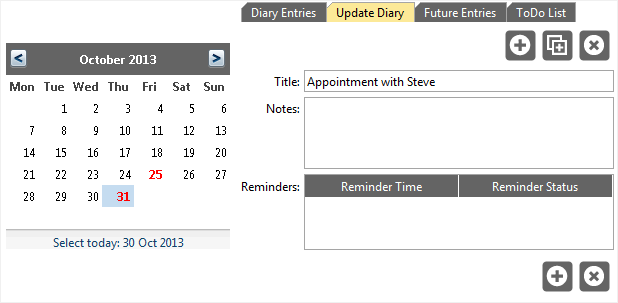 Diary Entries Update Diary Future Entries ToDo List
< October 2013 >
Mon Tue Wed Thu Fri Sat Sun
1 2 3 4 5 6
7 8 9 10 11 12 13
14 15 16 17 18 19 20
21 22 23 24 25 26 27
28 29 30 31
Select today: 30 Oct 2013
Title: Appointment with Steve
Notes:
Reminders: Reminder Time Reminder Status